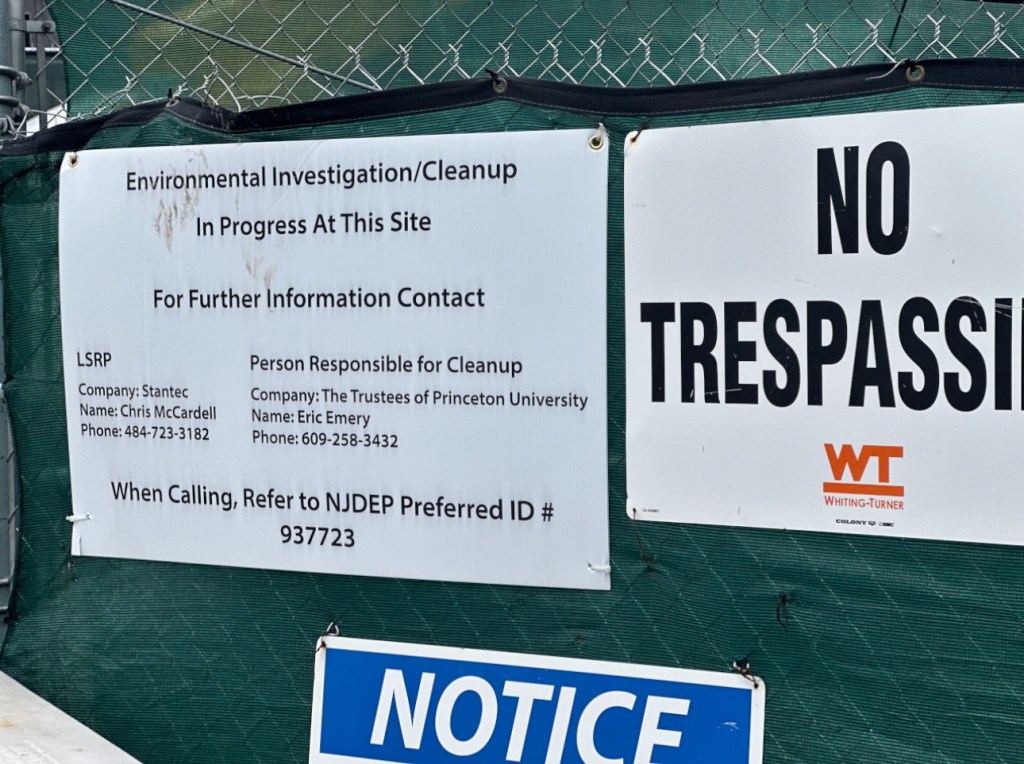 Environmental Investigation/Cleanup
In Progress At This Site
For Further Information Contact
LSRP
Company: Stantec
Name: Chris McCardell
Phone: 484-723-3182
Person Responsible for Cleanup
Company: The Trustees of Princeton University
Name: Eric Emery
Phone: 609-258-3432
When Calling, Refer to NJDEP Preferred ID #
937723
NO
TRESPASSI
WT
WHITING-TURNER
COLONY
NOTICE